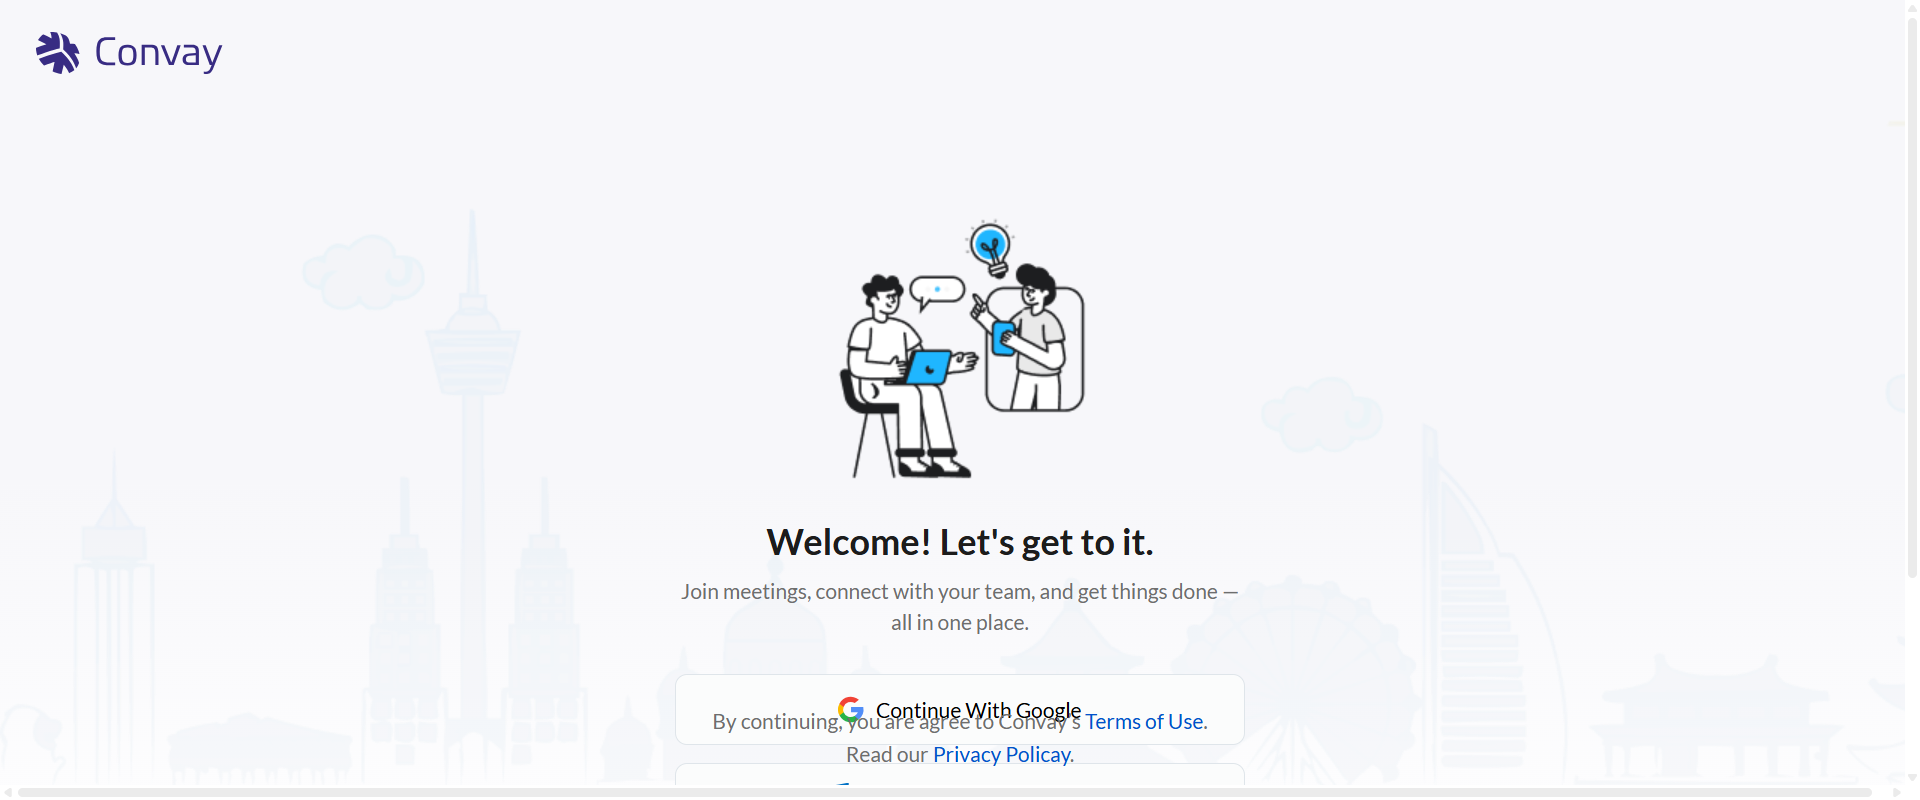 Convay
Welcome! Let's get to it.
Join meetings, connect with your team, and get things done —
all in one place.
Continue With Google
By continuing, you are agree to Convay's Terms of Use.
Read our Privacy Policay.